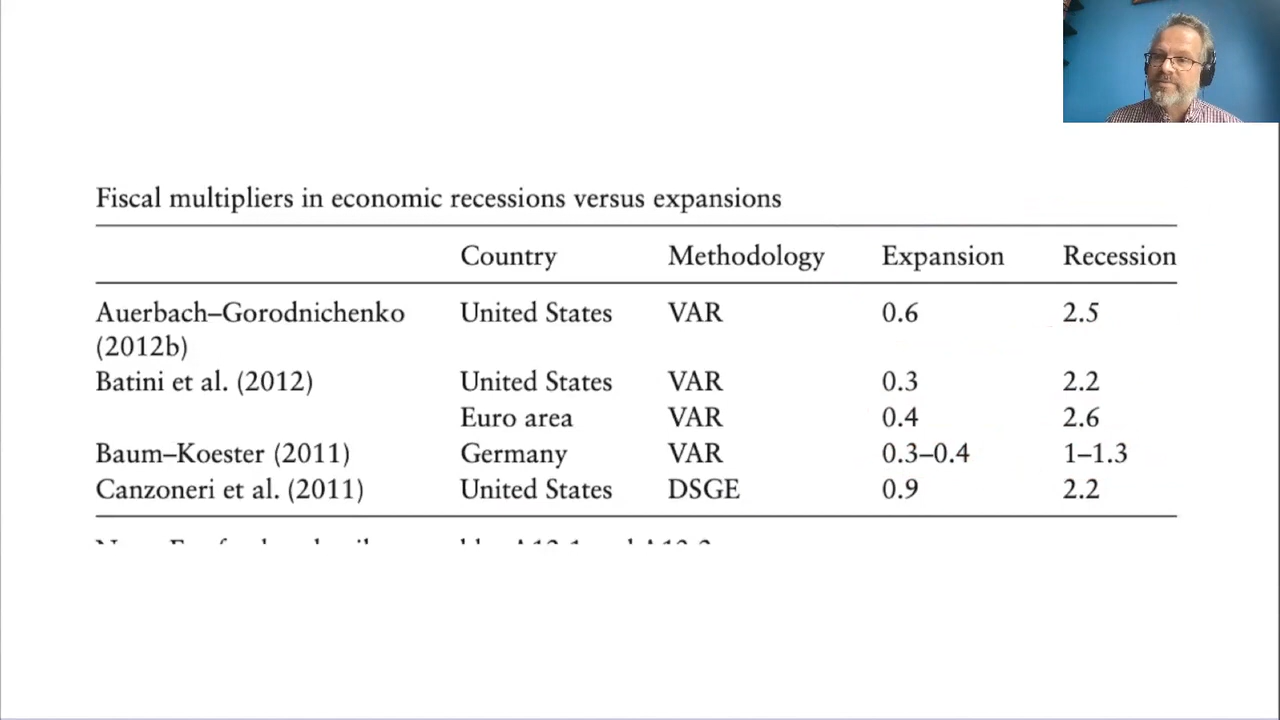 Fiscal multipliers in economic recessions versus expansions
Country Methodology Expansion Recession
Auerbach–Gorodnichenko United States VAR 0.6 2.5
(2012b)
Batini et al. (2012) United States VAR 0.3 2.2
Euro area VAR 0.4 2.6
Baum–Koester (2011) Germany VAR 0.3–0.4 1–1.3
Canzoneri et al. (2011) United States DSGE 0.9 2.2